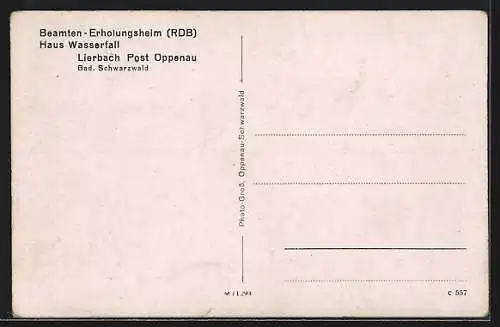 Beamten-Erholungsheim (RDB)
Haus Wasserfall
Lierbach Post Oppenau
Bad. Schwarzwald
Photo-Groß, Oppenau-Schwarzwald
c 557